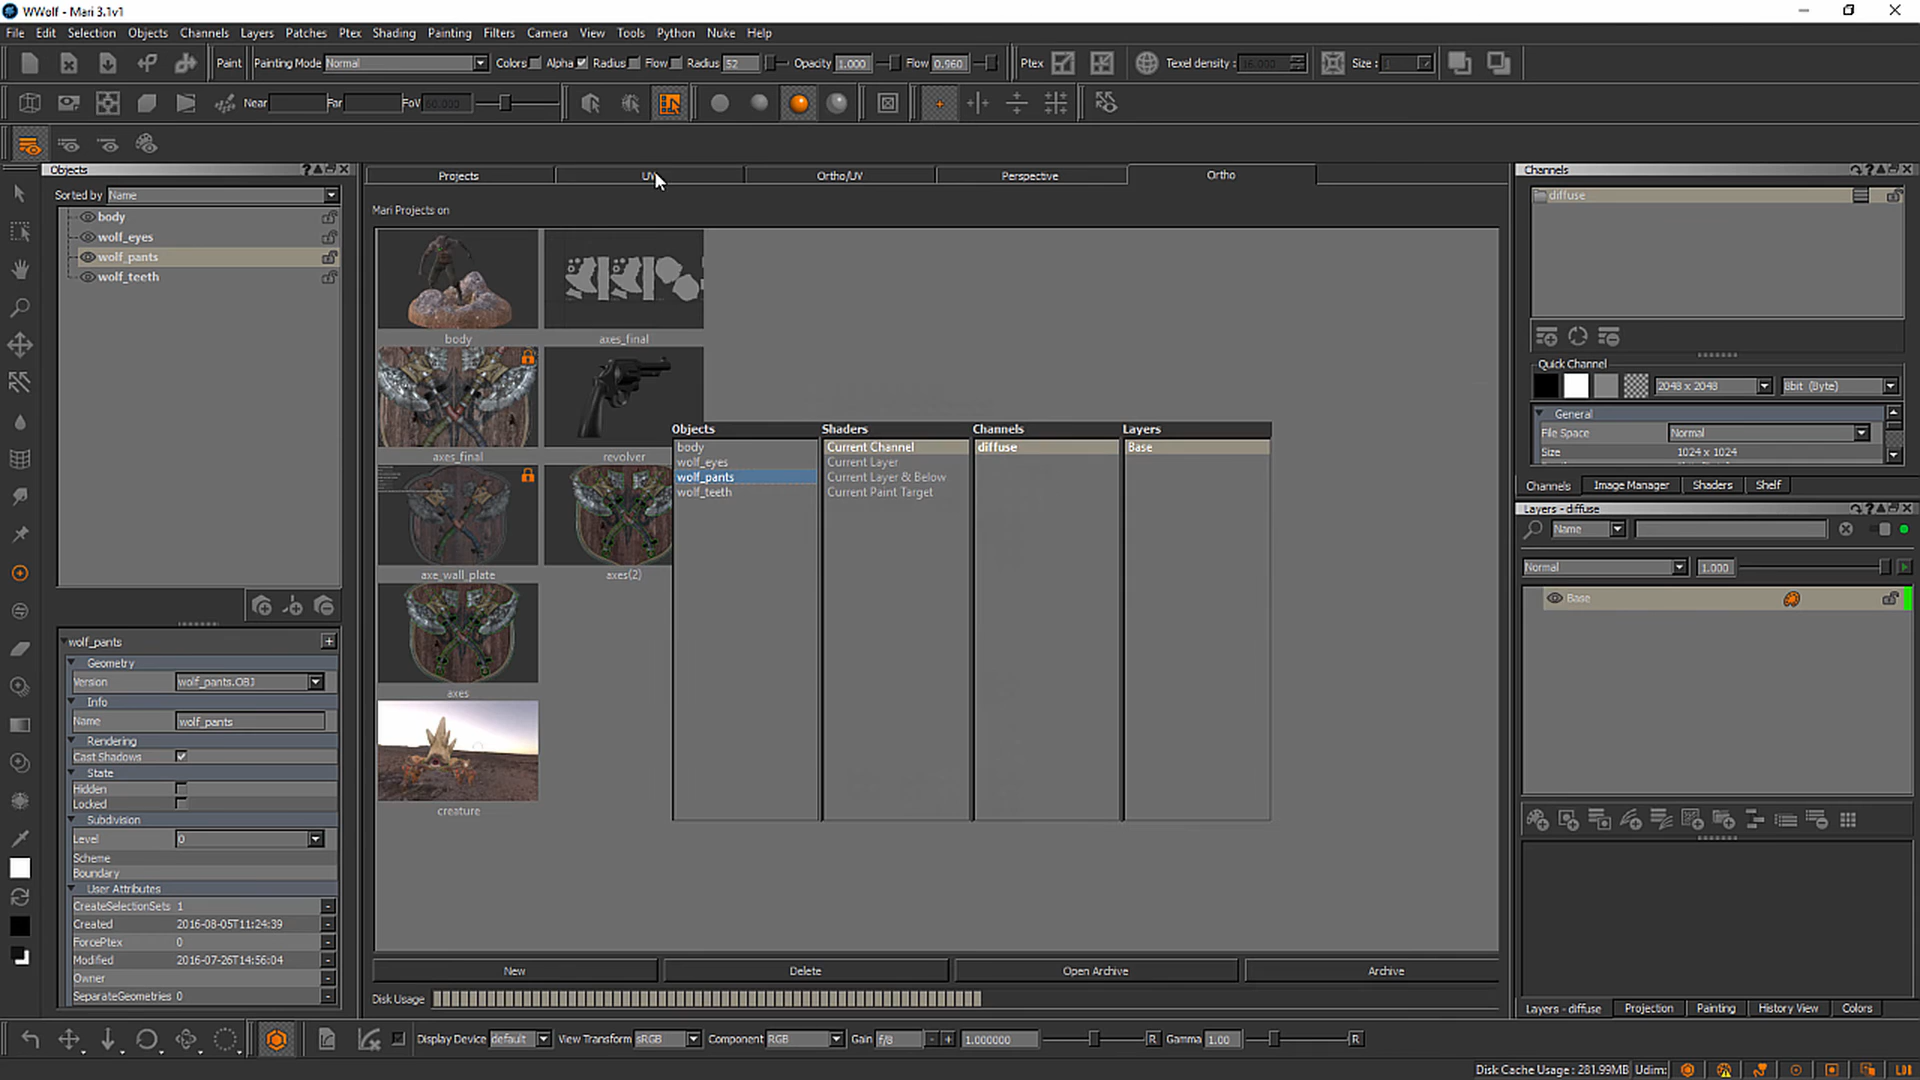 WWolf - Mari 3.1v1
File Edit Selection Objects Channels Layers Patches Ptex Shading Painting Filters Camera View Tools Python Nuke Help
Paint Painting Mode Normal Colors Alpha Radius Flow Radius 52 Opacity 1.000 Flow 0.960 Ptex Texel density : 16.000 Size : 1
Near Far FoV 60.000
Objects
Sorted by Name
body
wolf_eyes
wolf_pants
wolf_teeth
wolf_pants
Geometry
Version wolf_pants.OBJ
Info
Name wolf_pants
Rendering
Cast Shadows
State
Hidden
Locked
Subdivision
Level 0
Scheme
Boundary
User Attributes
CreateSelectionSets 1
Created 2016-08-05T11:24:39
ForcePtex 0
Modified 2016-07-26T14:56:04
Owner
SeparateGeometries 0
Projects UV Ortho/UV Perspective Ortho
Mari Projects on
body axes_final
axes_final revolver
axe_wall_plate axes(2)
axes
creature
Objects Shaders Channels Layers
body Current Channel diffuse Base
wolf_eyes Current Layer
wolf_pants Current Layer & Below
wolf_teeth Current Paint Target
New Delete Open Archive Archive
Disk Usage
Channels
diffuse
Quick Channel
2048 x 2048 8bit (Byte)
General
File Space Normal
Size 1024 x 1024
Channels Image Manager Shaders Shelf
Layers - diffuse
Name
Normal 1.000
Base
Layers - diffuse Projection Painting History View Colors
Display Device default View Transform sRGB Component RGB Gain f/8 - + 1.000000 R Gamma 1.00 R
Disk Cache Usage : 281.99MB Udim: